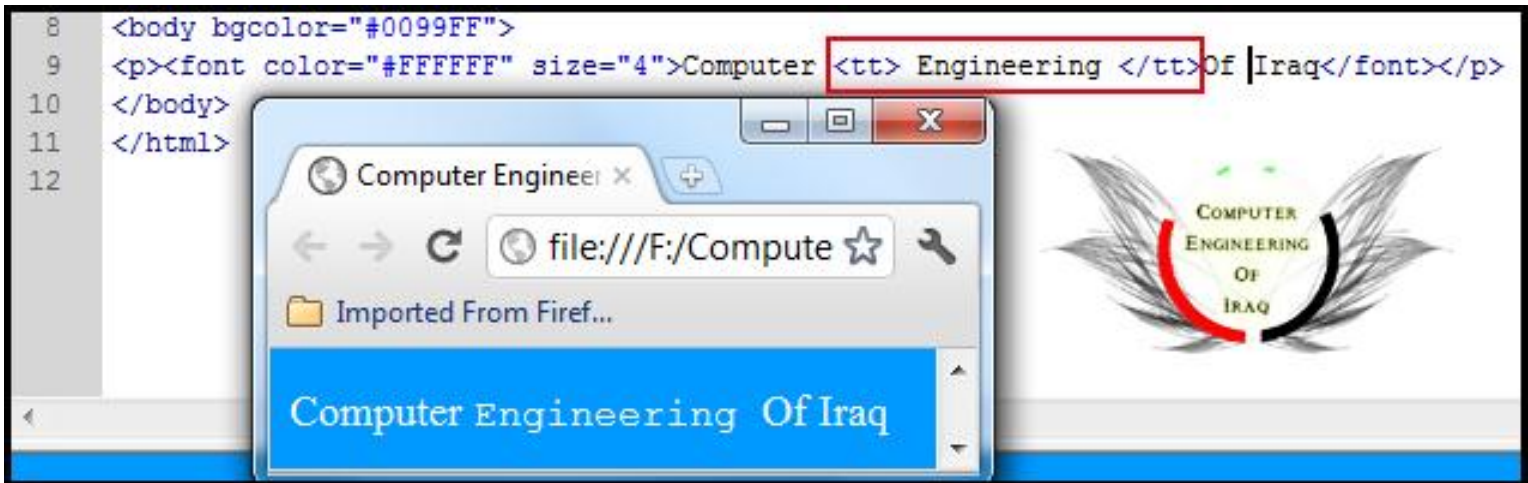 8 <body bgcolor="#0099FF">
9 <p><font color="#FFFFFF" size="4">Computer <tt> Engineering </tt>Of Iraq</font></p>
10 </body>
11 </html>
12
Computer Engineer
file:///F:/Compute
Imported From Firef...
Computer Engineering Of Iraq
COMPUTER
ENGINEERING
OF
IRAQ